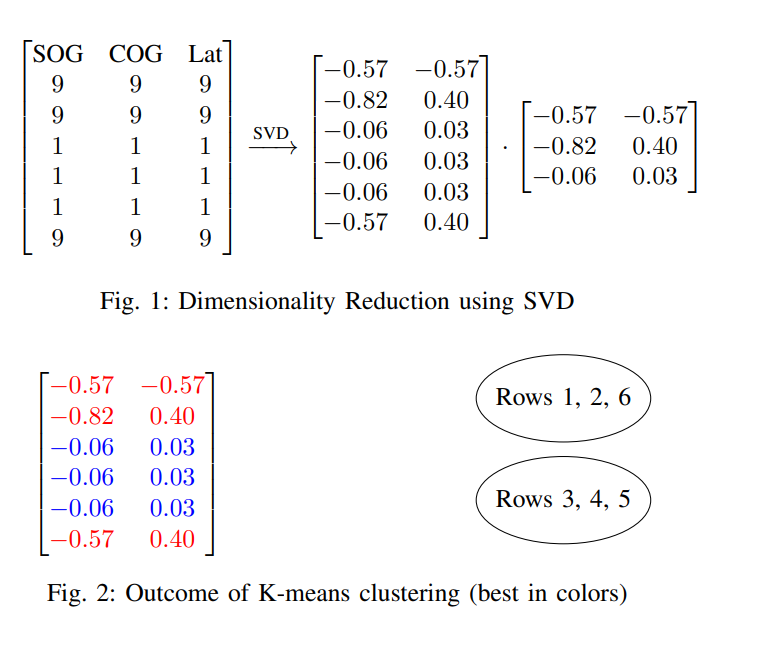 SOG COG Lat
9 9 9
9 9 9
1 1 1
1 1 1
1 1 1
9 9 9
SVD
−0.57 −0.57
−0.82 0.40
−0.06 0.03
−0.06 0.03
−0.06 0.03
−0.57 0.40
·
−0.57 −0.57
−0.82 0.40
−0.06 0.03
Fig. 1: Dimensionality Reduction using SVD
−0.57 −0.57
−0.82 0.40
−0.06 0.03
−0.06 0.03
−0.06 0.03
−0.57 0.40
Rows 1, 2, 6
Rows 3, 4, 5
Fig. 2: Outcome of K-means clustering (best in colors)